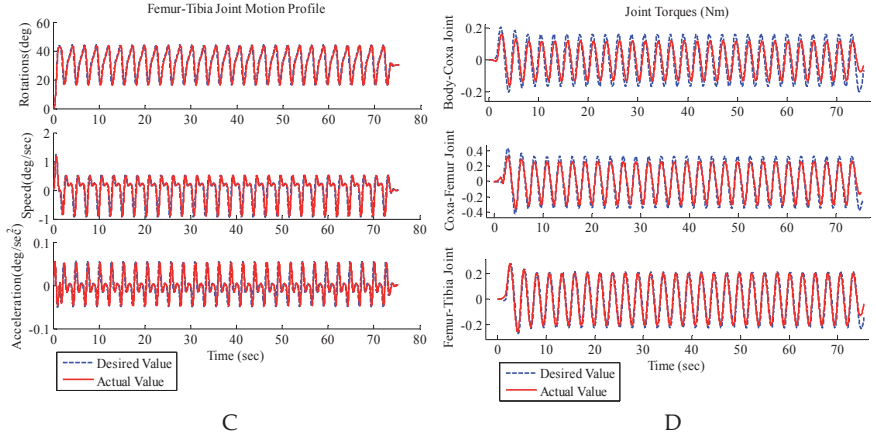 Femur-Tibia Joint Motion Profile
Rotations(deg)
60
40
20
0
0 10 20 30 40 50 60 70 80
Speed(deg/sec)
2
1
0
-1
0 10 20 30 40 50 60 70 80
Acceleration(deg/sec²)
0.1
0
-0.1
0 10 20 30 40 50 60 70 80
Time (sec)
Desired Value
Actual Value
C
Joint Torques (Nm)
Body-Coxa Joint
0.2
0
0.2
0 10 20 30 40 50 60 70
Coxa-Femur Joint
0.4
0.2
0
-0.2
-0.4
0 10 20 30 40 50 60 70
Femur-Tibia Joint
0.2
0
-0.2
0 10 20 30 40 50 60 70
Time (sec)
Desired Value
Actual Value
D